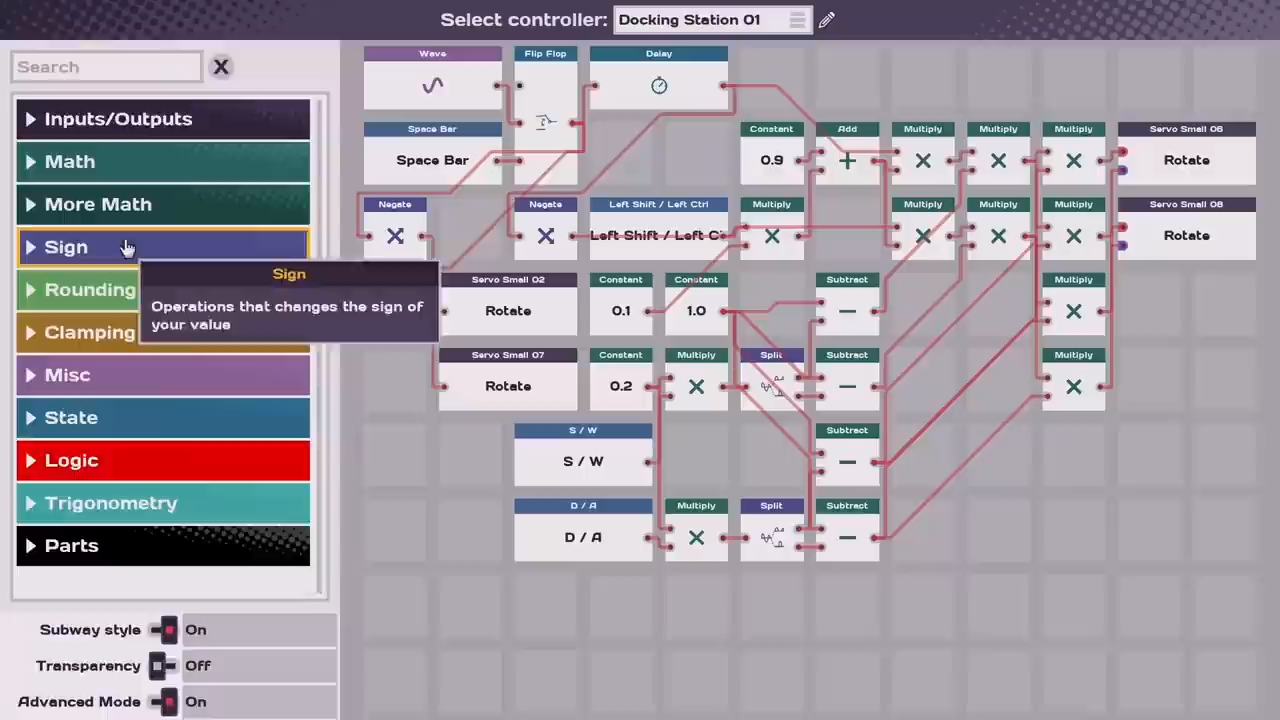 Select controller: Docking Station 01
Search X
Inputs/Outputs
Math
More Math
Sign
Sign
Operations that changes the sign of
your value
Rounding
Clamping
Misc
State
Logic
Trigonometry
Parts
Subway style On
Transparency Off
Advanced Mode On
Wave Flip Flop Delay
Space Bar Constant Add Multiply Multiply Multiply Servo Small 06
Space Bar 0.9 Rotate
Negate Negate Left Shift / Left Ctrl Multiply Multiply Multiply Multiply Servo Small 08
Left Shift / Left C Rotate
Servo Small 02 Constant Constant Subtract Multiply
Rotate 0.1 1.0
Servo Small 07 Constant Multiply Split Subtract Multiply
Rotate 0.2
S / W Subtract
S / W
D / A Multiply Split Subtract
D / A